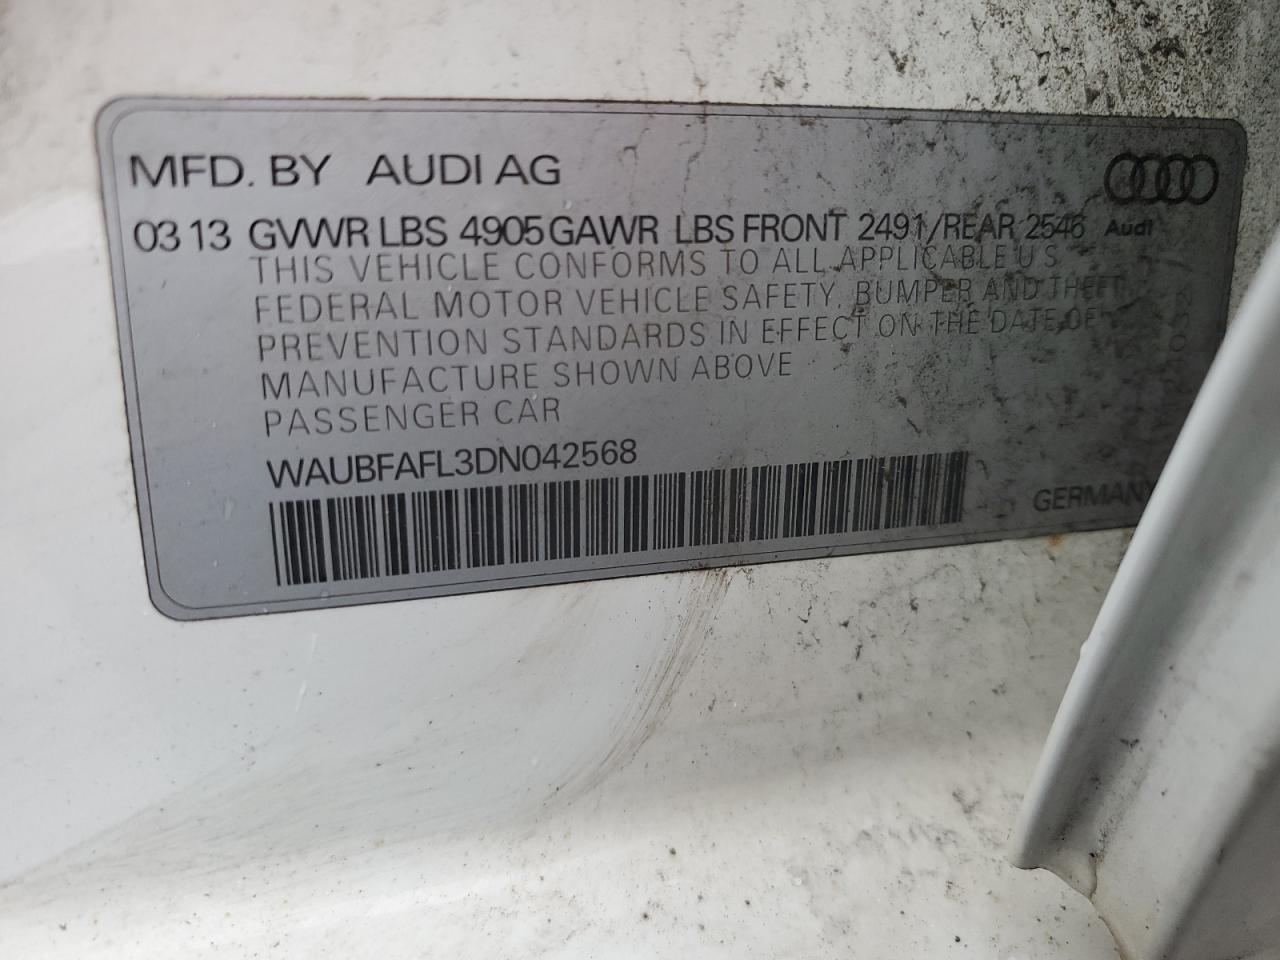 MFD. BY AUDI AG
03 13 GVWR LBS 4905 GAWR LBS FRONT 2491/REAR 2546 Audi
THIS VEHICLE CONFORMS TO ALL APPLICABLE U S
FEDERAL MOTOR VEHICLE SAFETY, BUMPER AND THEFT
PREVENTION STANDARDS IN EFFECT ON THE DATE OF
MANUFACTURE SHOWN ABOVE
PASSENGER CAR
WAUBFAFL3DN042568
GERMANY